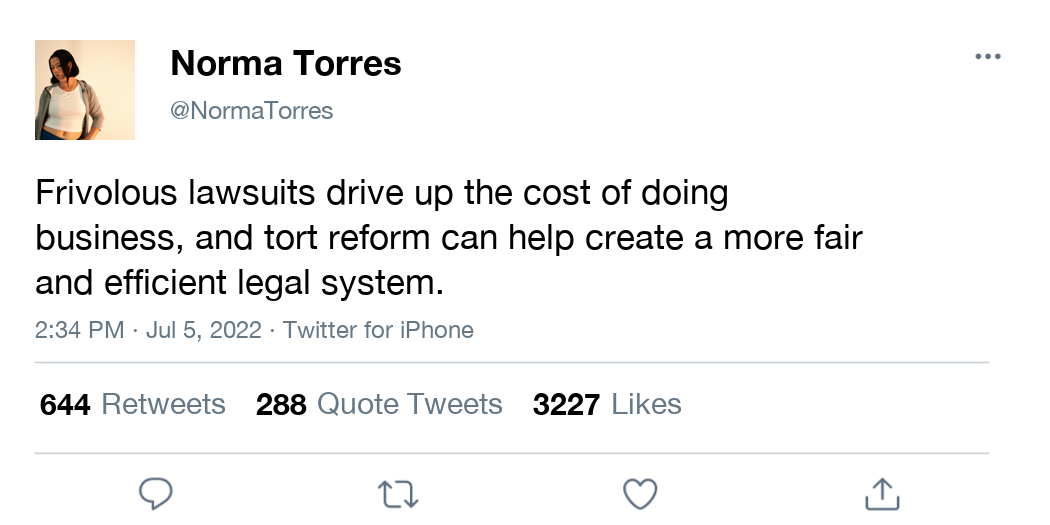 Norma Torres
@NormaTorres
Frivolous lawsuits drive up the cost of doing
business, and tort reform can help create a more fair
and efficient legal system.
2:34 PM · Jul 5, 2022 · Twitter for iPhone
644 Retweets 288 Quote Tweets 3227 Likes